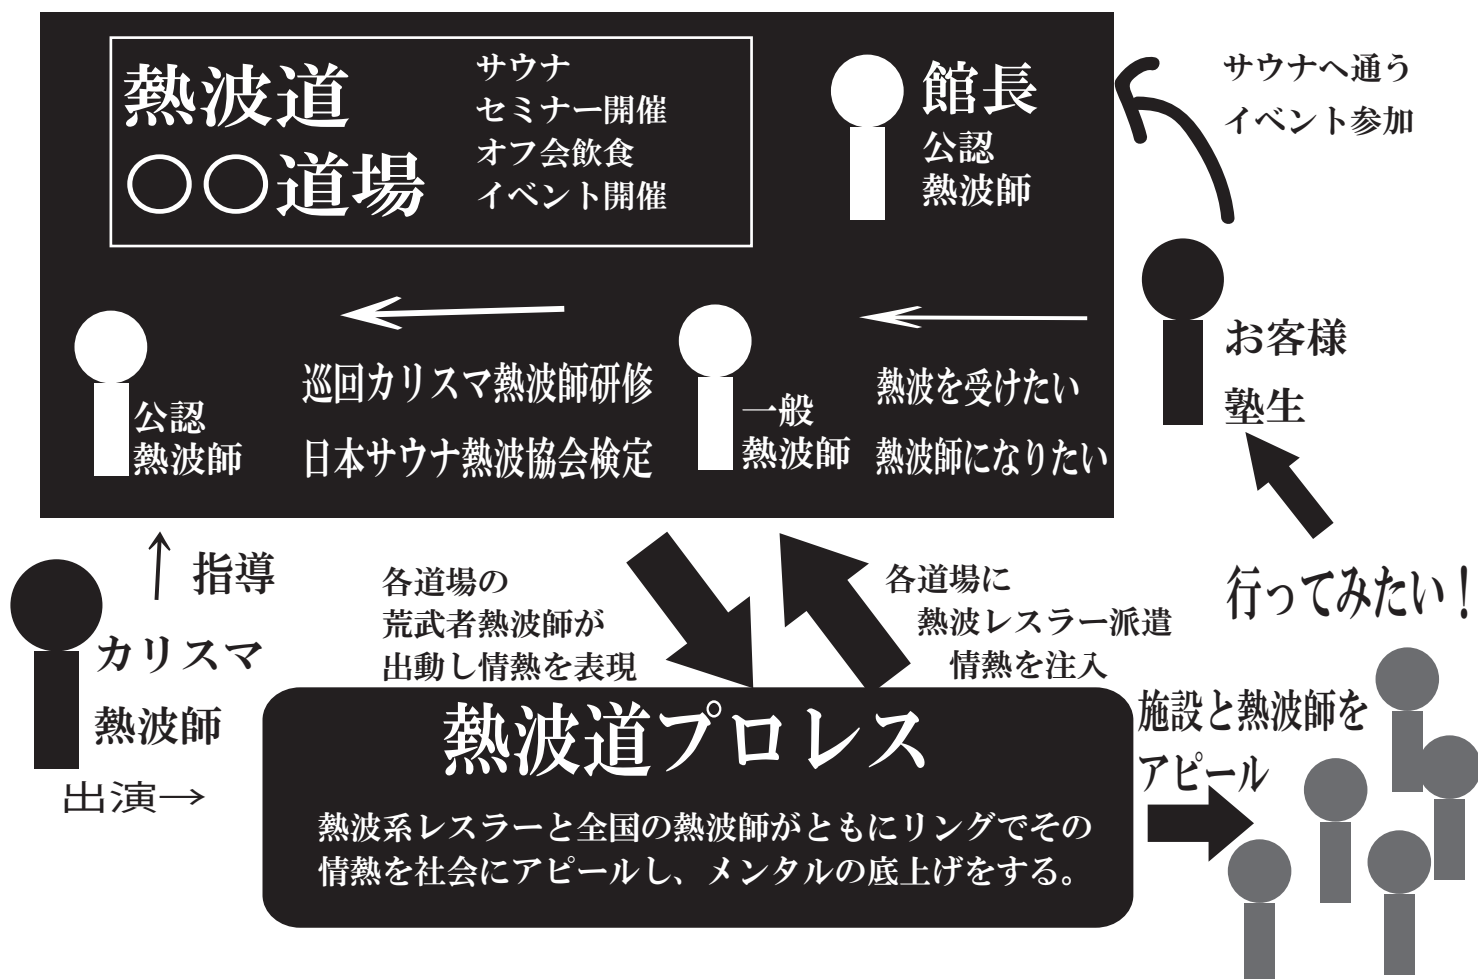 熱波道
〇〇道場
サウナ
セミナー開催
オフ会飲食
イベント開催
館長
公認
熱波師
サウナへ通う
イベント参加
お客様
塾生
熱波を受けたい
熱波師になりたい
一般
熱波師
巡回カリスマ熱波師研修
日本サウナ熱波協会検定
公認
熱波師
指導
カリスマ
熱波師
出演→
各道場の
荒武者熱波師が
出動し情熱を表現
各道場に
熱波レスラー派遣
情熱を注入
行ってみたい！
施設と熱波師を
アピール
熱波道プロレス
熱波系レスラーと全国の熱波師がともにリングでその
情熱を社会にアピールし、メンタルの底上げをする。